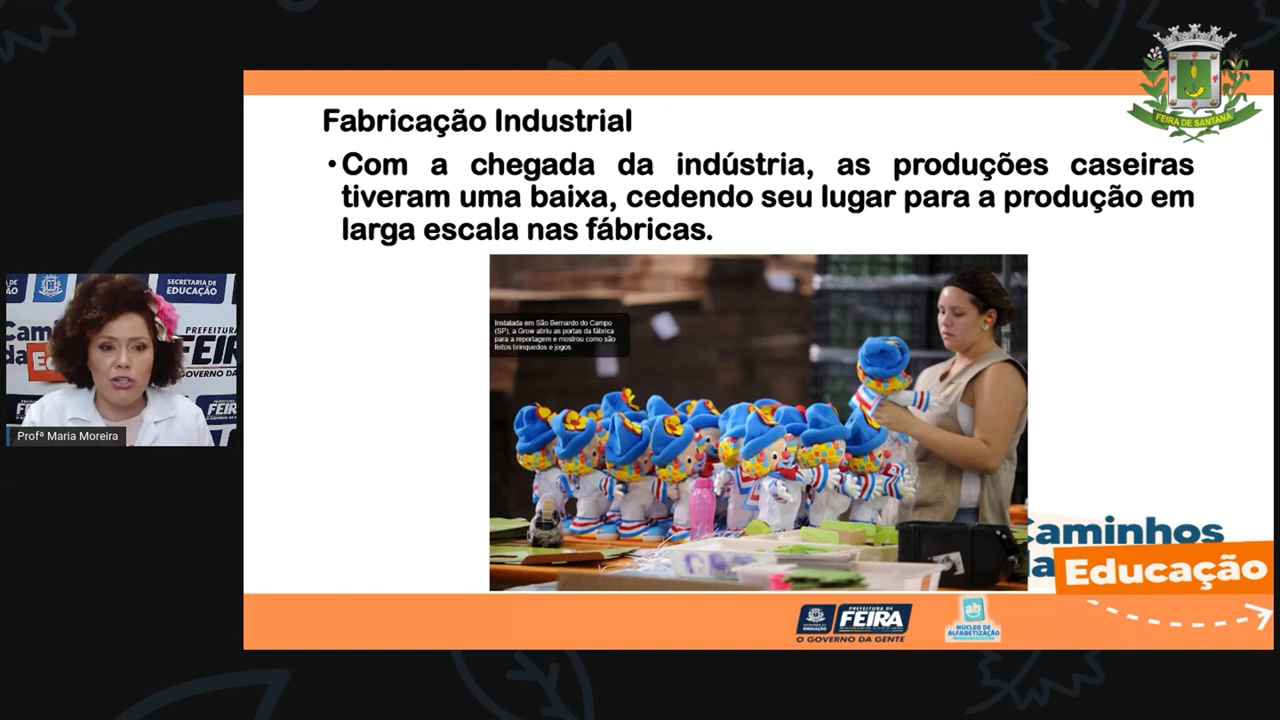 FEIRA DE SANTANA
Fabricação Industrial
• Com a chegada da indústria, as produções caseiras
tiveram uma baixa, cedendo seu lugar para a produção em
larga escala nas fábricas.
Instalada em São Bernardo do Campo
(SP), a Grow abriu as portas da fábrica
para a reportagem e mostrou como são
feitos brinquedos e jogos.
SECRETARIA DE
EDUCAÇÃO
PREFEITURA
FEIR
GOVERNO DA
Profª Maria Moreira
Caminhos
da
Educação
PREFEITURA DE
FEIRA
O GOVERNO DA GENTE
NÚCLEO DE
ALFABETIZAÇÃO